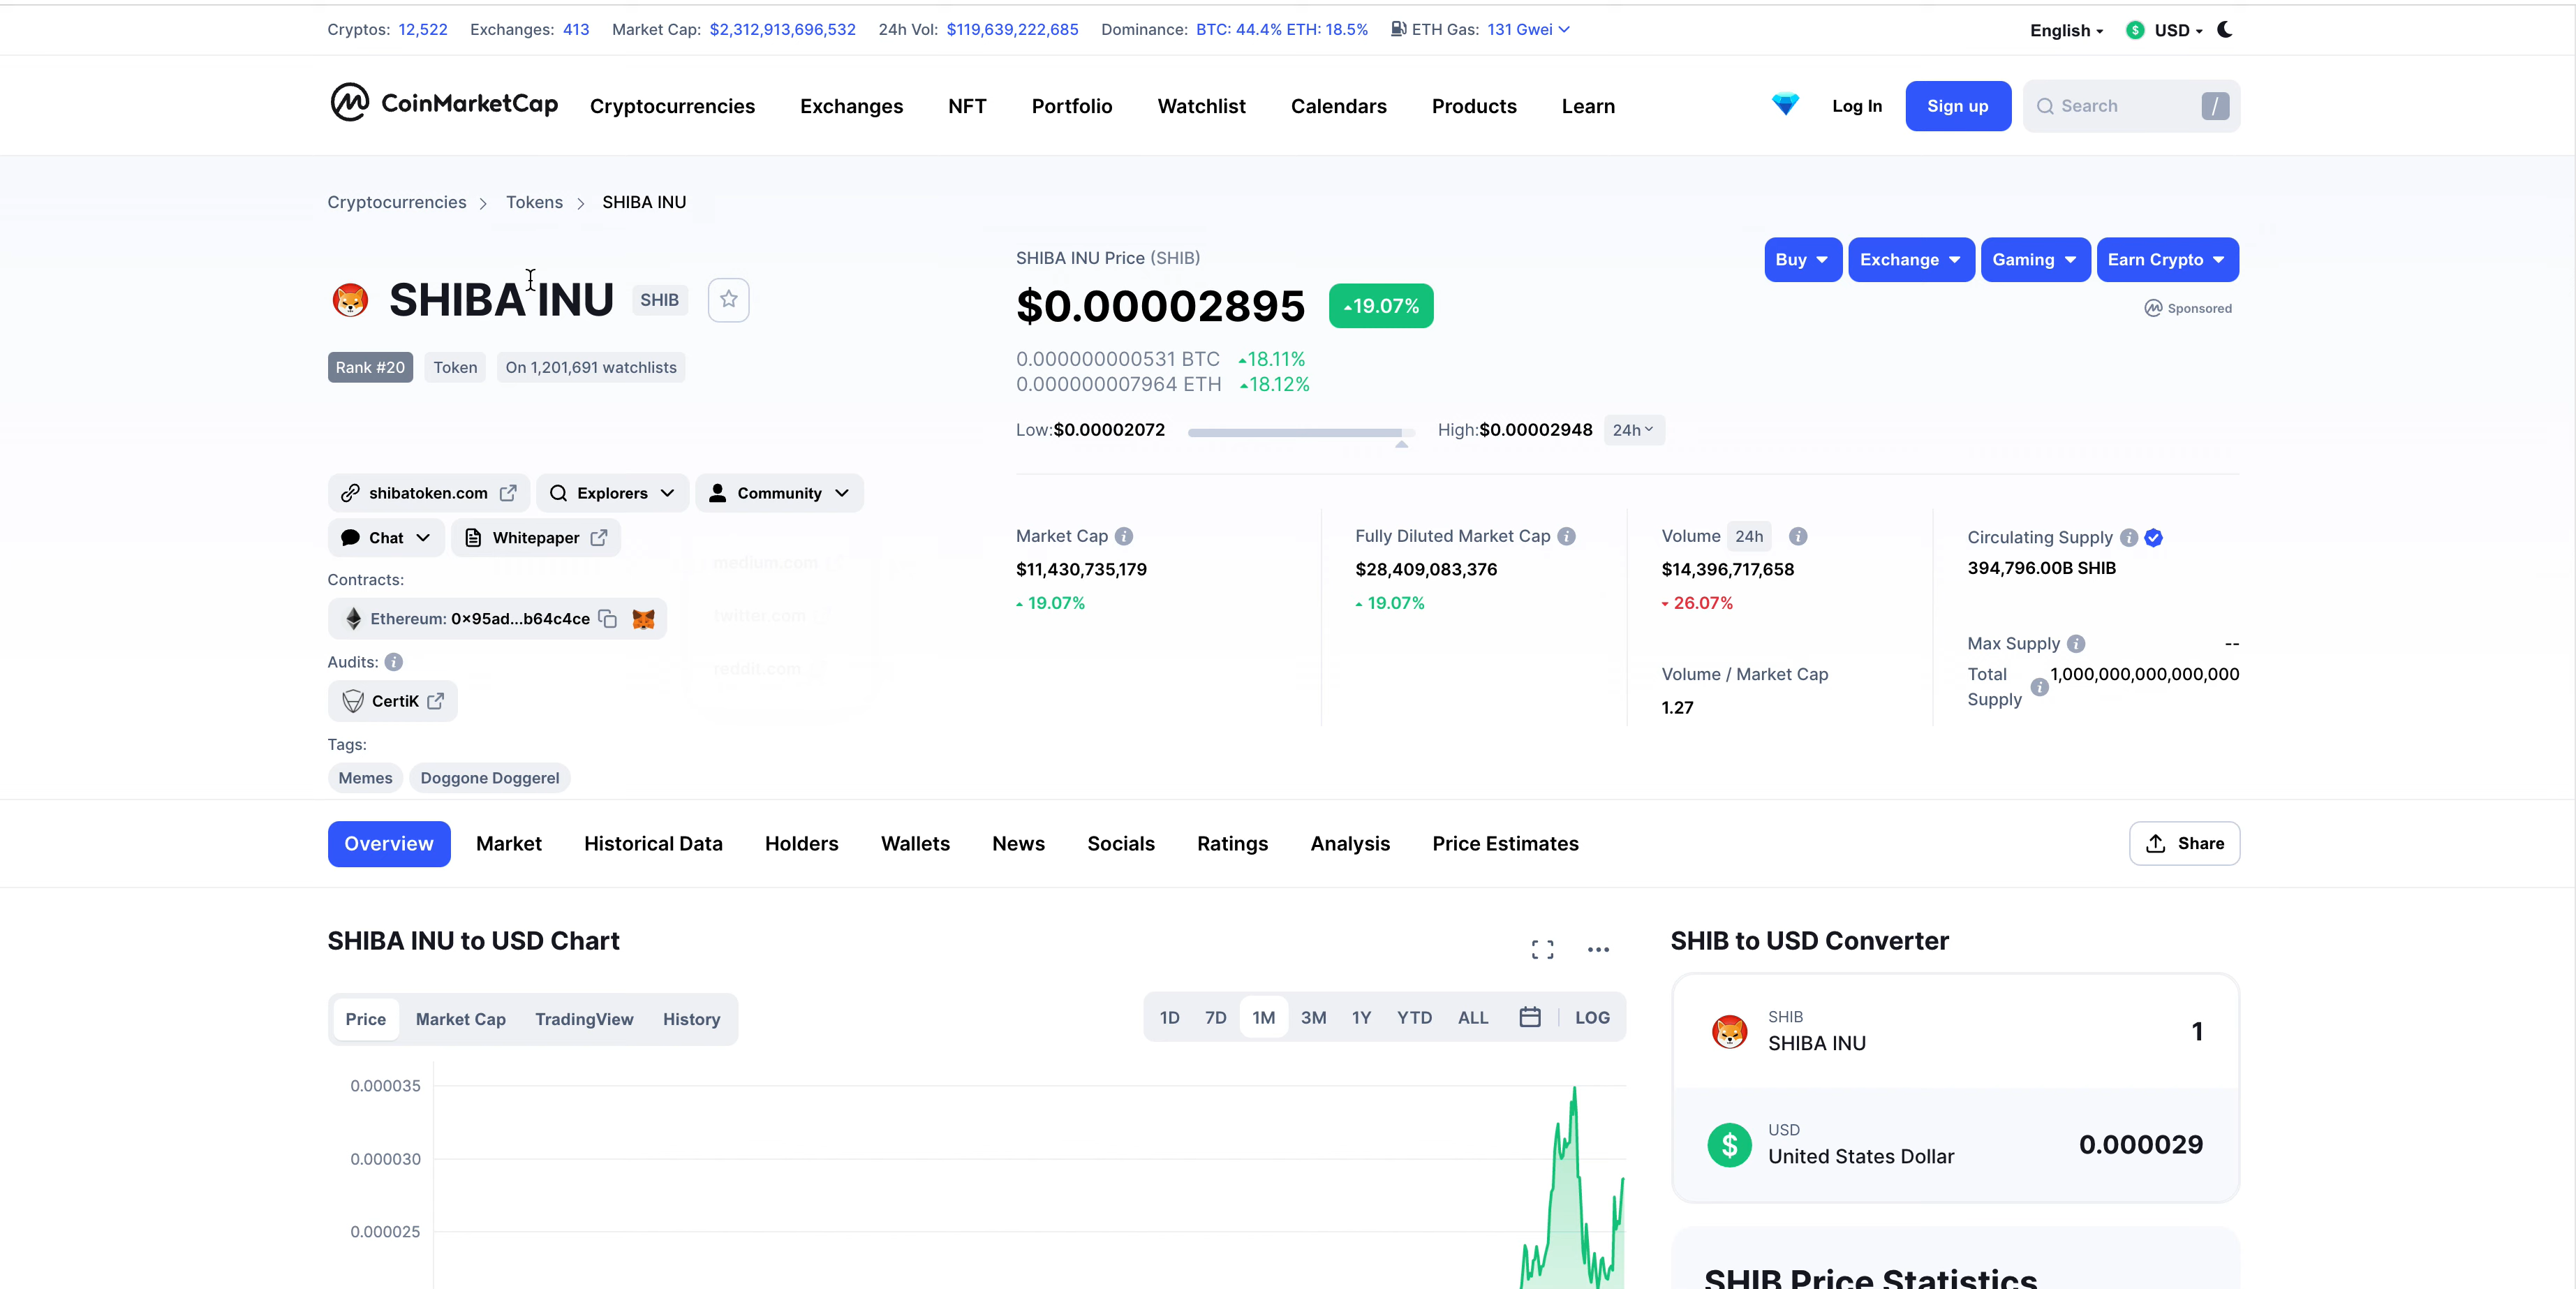 Cryptos: 12,522 Exchanges: 413 Market Cap: $2,312,913,696,532 24h Vol: $119,639,222,685 Dominance: BTC: 44.4% ETH: 18.5% ETH Gas: 131 Gwei English USD
CoinMarketCap Cryptocurrencies Exchanges NFT Portfolio Watchlist Calendars Products Learn Log In Sign up Search /
Cryptocurrencies > Tokens > SHIBA INU
SHIBA INU SHIB
Rank #20 Token On 1,201,691 watchlists
SHIBA INU Price (SHIB)
$0.00002895 19.07%
0.000000000531 BTC 18.11%
0.000000007964 ETH 18.12%
Low:$0.00002072 High:$0.00002948 24h
Buy Exchange Gaming Earn Crypto
Sponsored
shibatoken.com Explorers Community
Chat Whitepaper
medium.com
twitter.com
reddit.com
Contracts:
Ethereum: 0x95ad...b64c4ce
Audits:
CertiK
Tags:
Memes Doggone Doggerel
Market Cap
$11,430,735,179
19.07%
Fully Diluted Market Cap
$28,409,083,376
19.07%
Volume 24h
$14,396,717,658
26.07%
Volume / Market Cap
1.27
Circulating Supply
394,796.00B SHIB
Max Supply --
Total Supply 1,000,000,000,000,000
Overview Market Historical Data Holders Wallets News Socials Ratings Analysis Price Estimates Share
SHIBA INU to USD Chart
Price Market Cap TradingView History 1D 7D 1M 3M 1Y YTD ALL LOG
0.000035
0.000030
0.000025
SHIB to USD Converter
SHIB
SHIBA INU 1
$ USD
United States Dollar 0.000029
SHIB Price Statistics